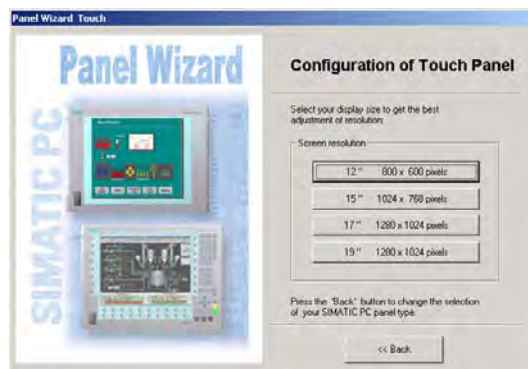 Panel Wizard Touch
Panel Wizard
SIMATIC PC
Configuration of Touch Panel
Select your display size to get the best
adjustment of resolution:
Screen resolution
12" 800 x 600 pixels
15" 1024 x 768 pixels
17" 1280 x 1024 pixels
19" 1280 x 1024 pixels
Press the "Back" button to change the selection
of your SIMATIC PC panel type.
<< Back